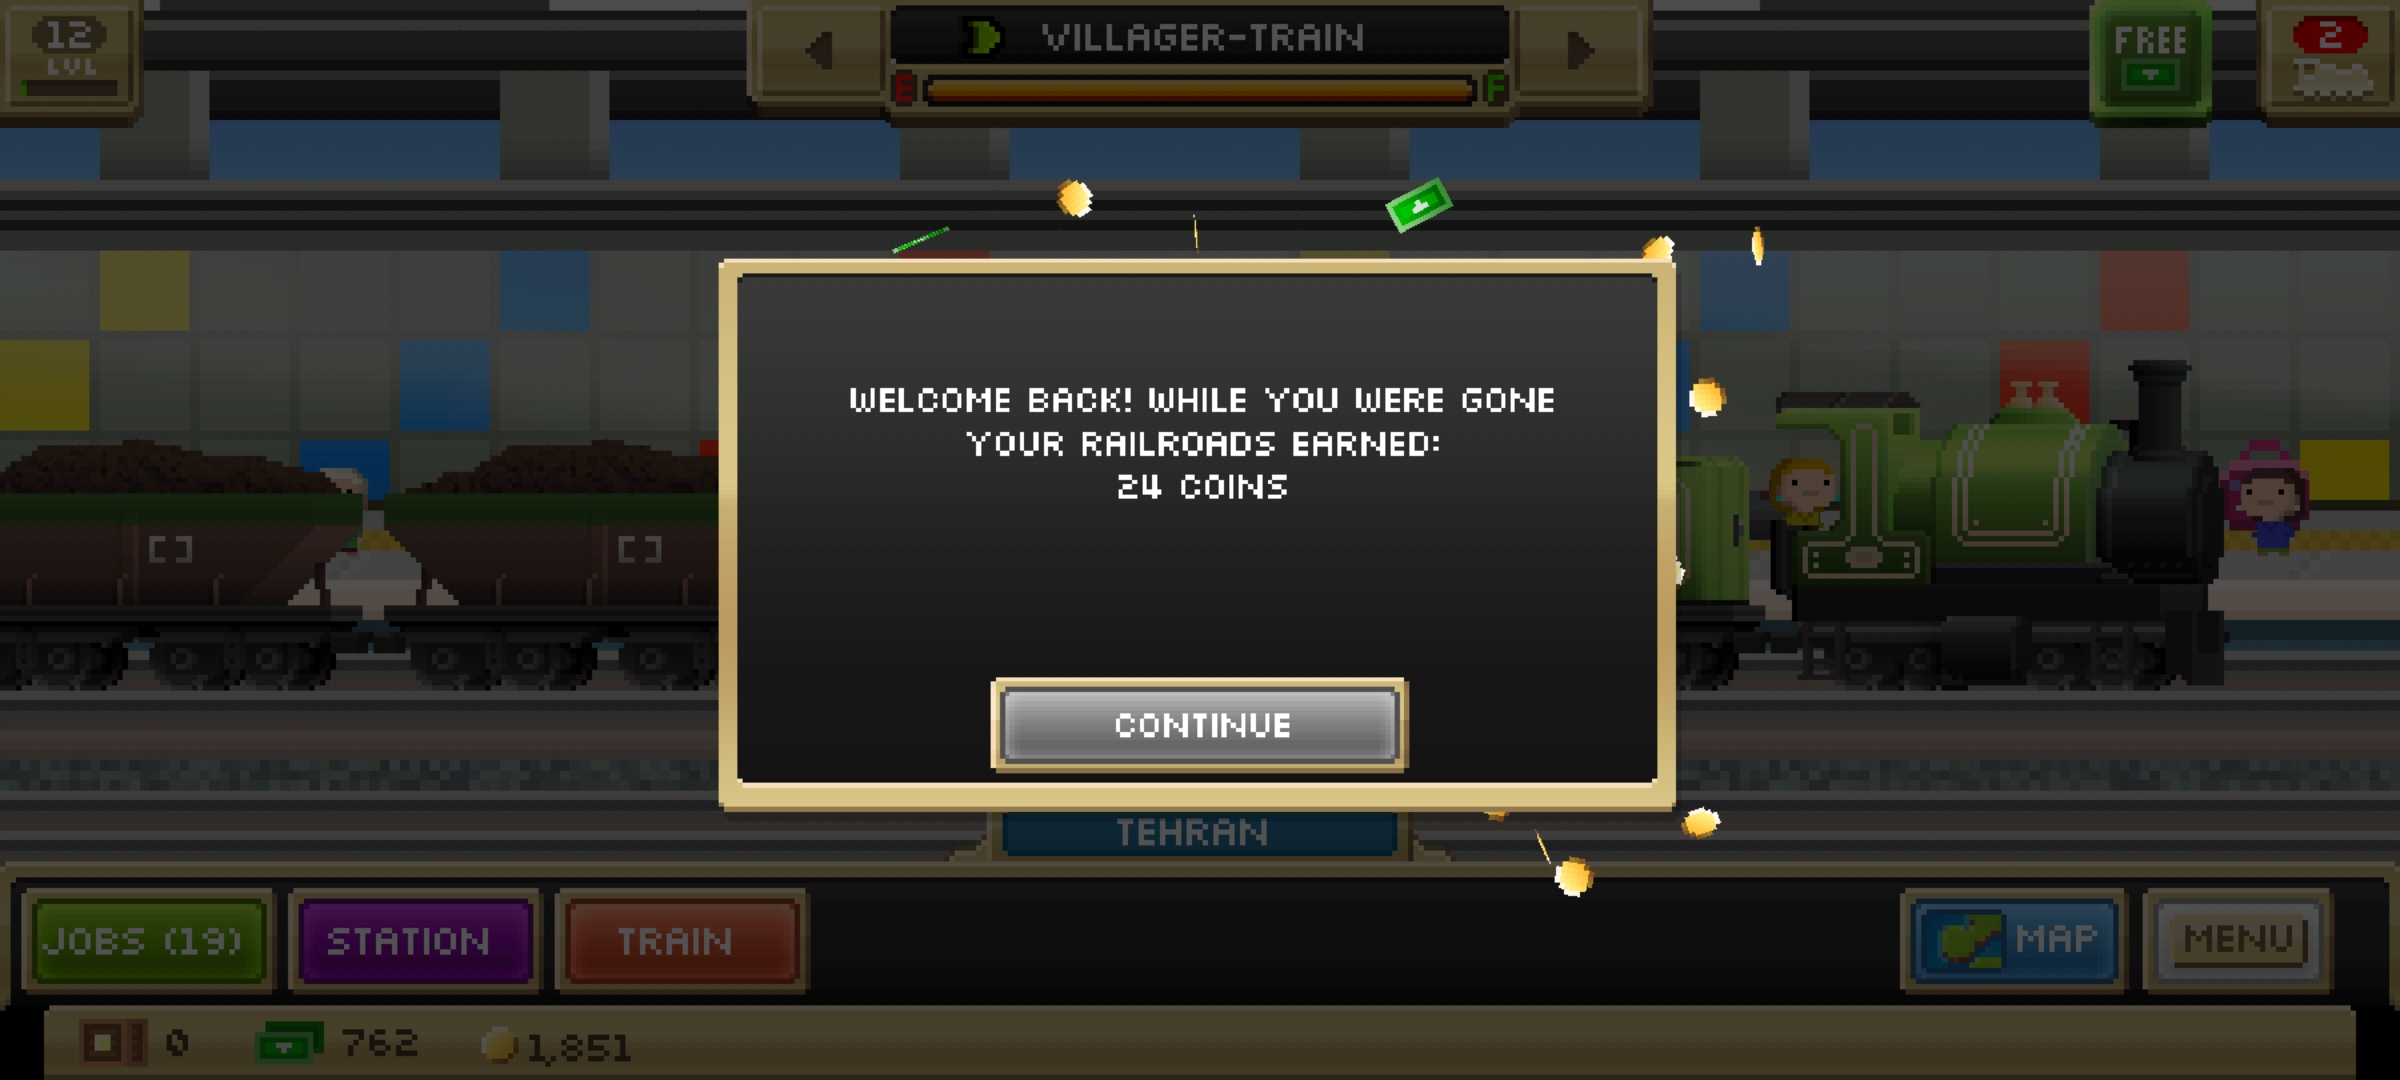 12
LVL
VILLAGER-TRAIN
E
F
FREE
2
WELCOME BACK! WHILE YOU WERE GONE
YOUR RAILROADS EARNED:
24 COINS
CONTINUE
TEHRAN
JOBS (19)
STATION
TRAIN
MAP
MENU
0
762
1,851